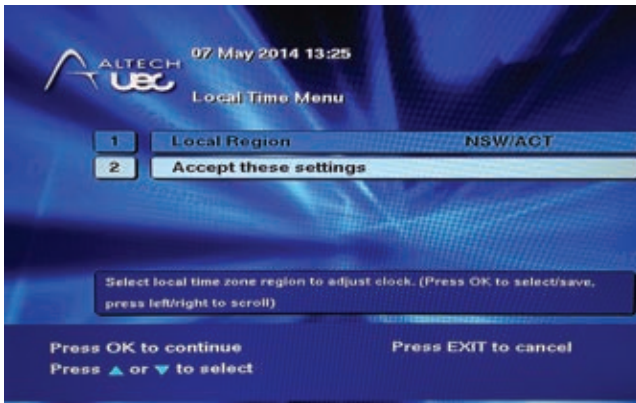 ALTECH
UEC
07 May 2014 13:25
Local Time Menu
1 Local Region NSW/ACT
2 Accept these settings
Select local time zone region to adjust clock. (Press OK to select/save,
press left/right to scroll)
Press OK to continue Press EXIT to cancel
Press ▲ or ▼ to select